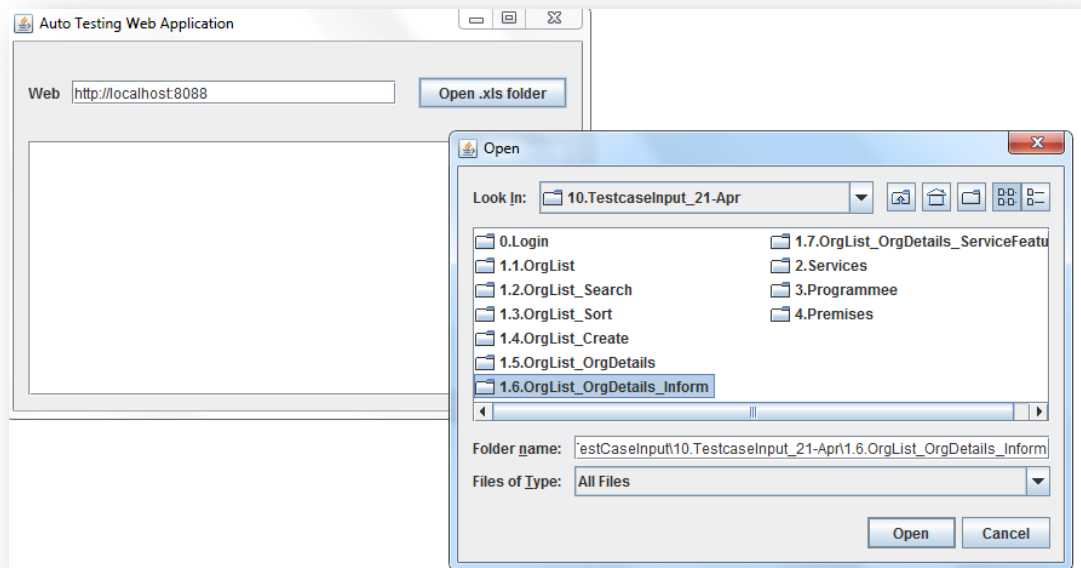 Auto Testing Web Application
Web http://localhost:8088 Open .xls folder
Open
Look In: 10.TestcaseInput_21-Apr
0.Login
1.1.OrgList
1.2.OrgList_Search
1.3.OrgList_Sort
1.4.OrgList_Create
1.5.OrgList_OrgDetails
1.6.OrgList_OrgDetails_Inform
1.7.OrgList_OrgDetails_ServiceFeatu
2.Services
3.Programmee
4.Premises
Folder name: estCaseInput\10.TestcaseInput_21-Apr\1.6.OrgList_OrgDetails_Inform
Files of Type: All Files
Open Cancel